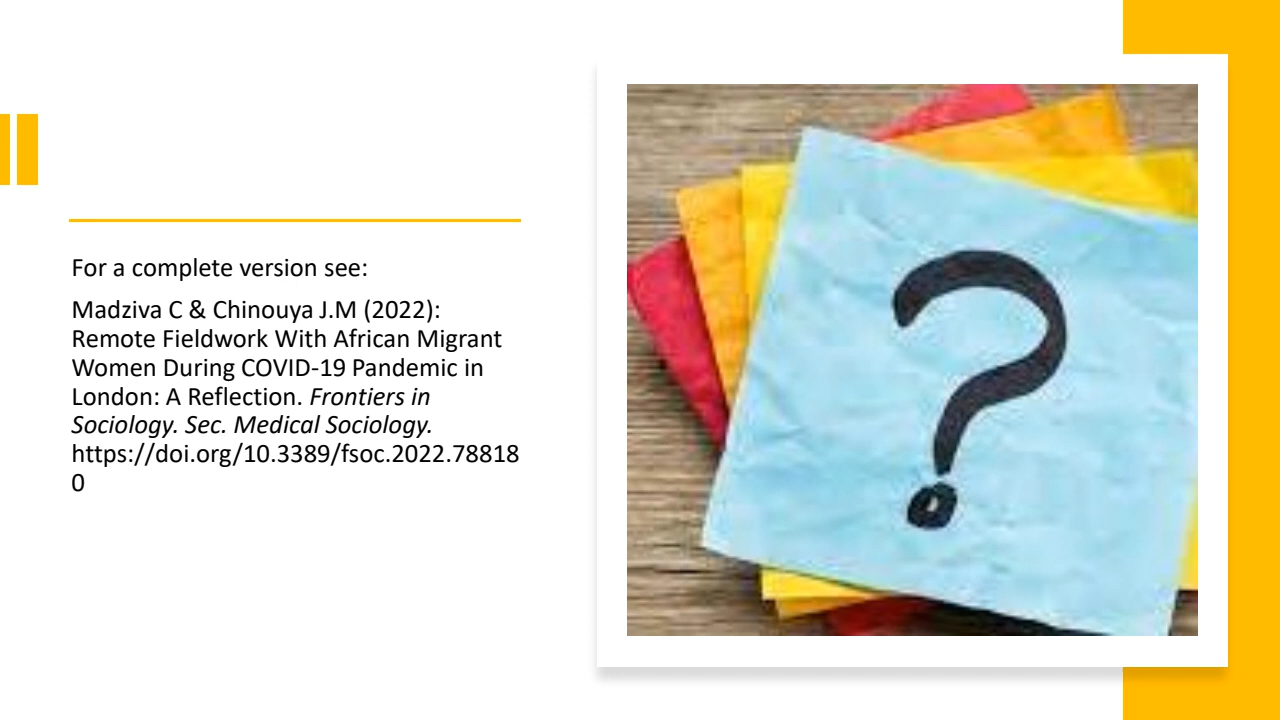 For a complete version see:
Madziva C & Chinouya J.M (2022):
Remote Fieldwork With African Migrant
Women During COVID-19 Pandemic in
London: A Reflection. Frontiers in
Sociology. Sec. Medical Sociology.
https://doi.org/10.3389/fsoc.2022.78818
0
?